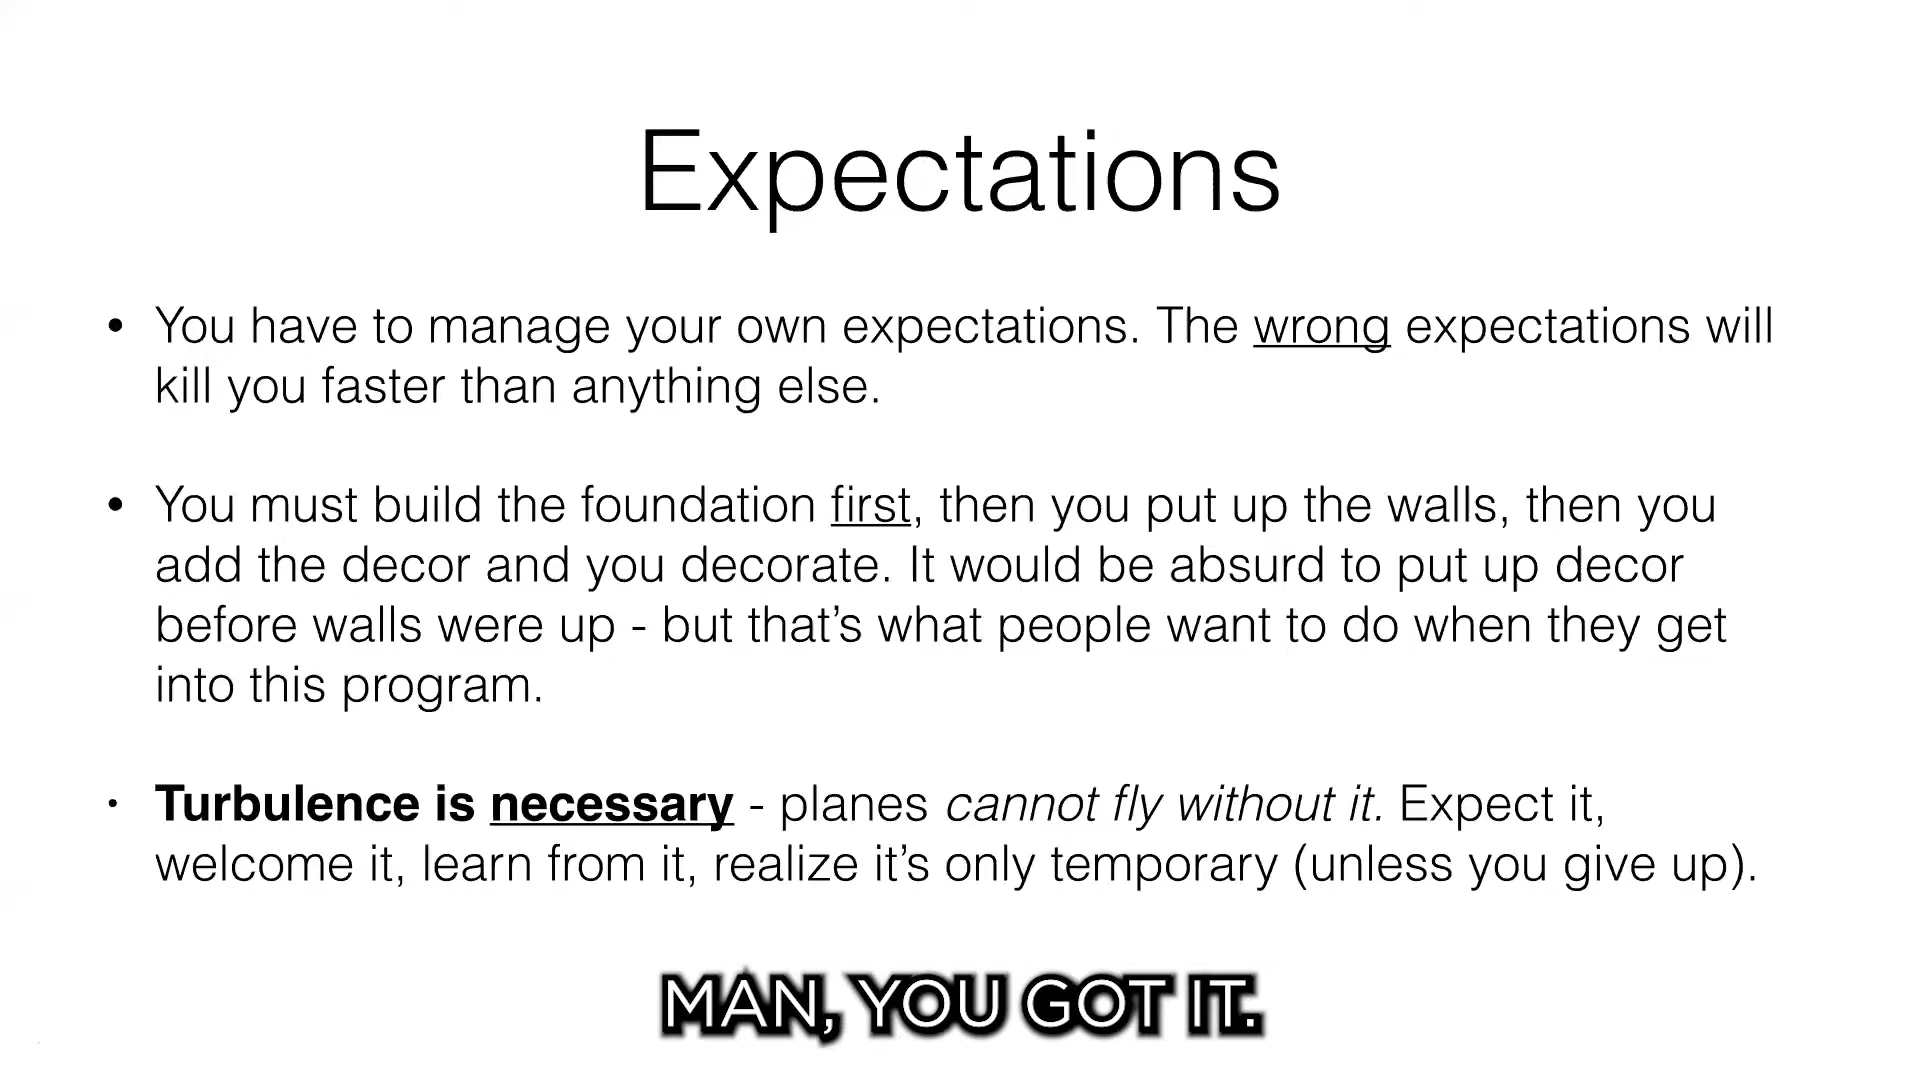 Expectations
• You have to manage your own expectations. The wrong expectations will
kill you faster than anything else.
• You must build the foundation first, then you put up the walls, then you
add the decor and you decorate. It would be absurd to put up decor
before walls were up - but that’s what people want to do when they get
into this program.
• Turbulence is necessary - planes cannot fly without it. Expect it,
welcome it, learn from it, realize it’s only temporary (unless you give up).
MAN, YOU GOT IT.